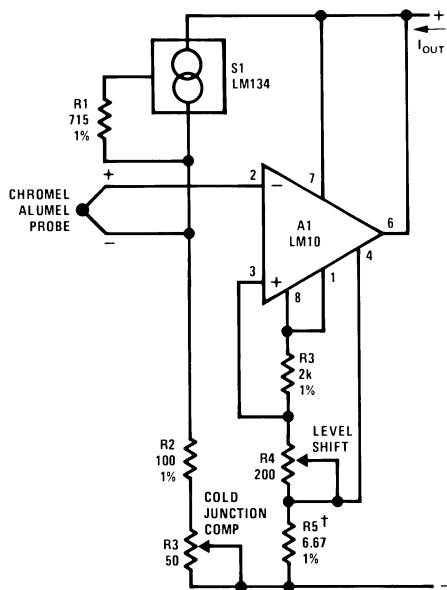 +
I OUT
S1
LM134
R1
715
1%
+
CHROMEL
ALUMEL
PROBE
−
2
−
7
A1
LM10
6
4
3
+
8
1
R3
2k
1%
LEVEL
SHIFT
R4
200
R2
100
1%
COLD
JUNCTION
COMP
R5†
6.67
1%
R3
50
−